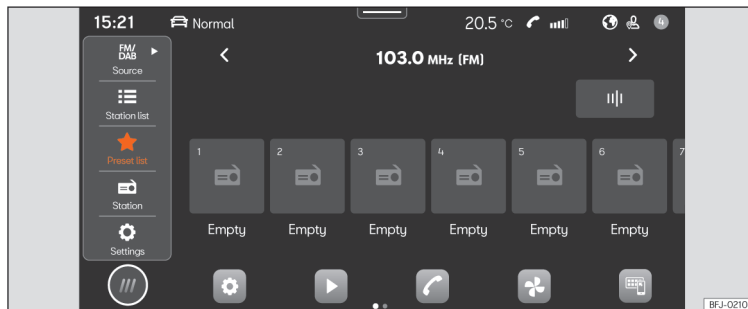 15:21 Normal 20.5 °C 4
FM/
DAB
Source
103.0 MHz (FM)
Station list
Preset list
1 2 3 4 5 6 7
Station
Empty Empty Empty Empty Empty Empty
Settings
BFJ-0210